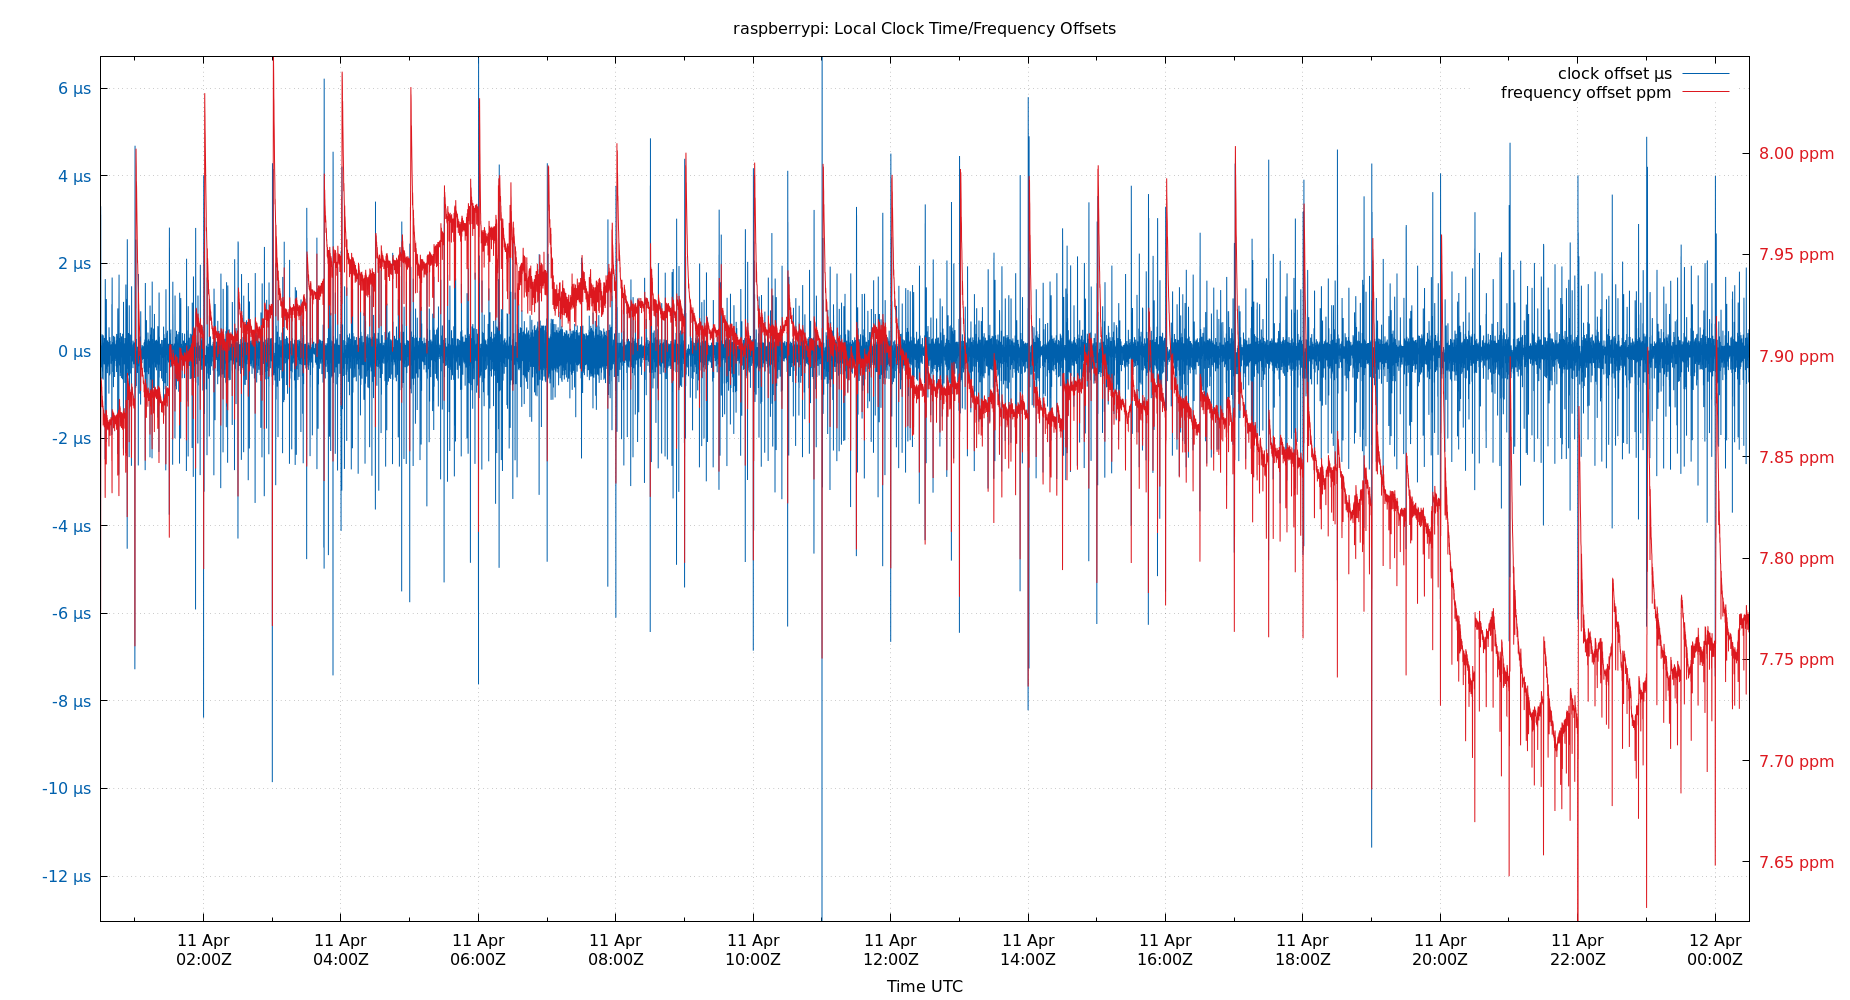 raspberrypi: Local Clock Time/Frequency Offsets
clock offset µs
frequency offset ppm
6 µs
4 µs
2 µs
0 µs
-2 µs
-4 µs
-6 µs
-8 µs
-10 µs
-12 µs
8.00 ppm
7.95 ppm
7.90 ppm
7.85 ppm
7.80 ppm
7.75 ppm
7.70 ppm
7.65 ppm
11 Apr 11 Apr 11 Apr 11 Apr 11 Apr 11 Apr 11 Apr 11 Apr 11 Apr 11 Apr 11 Apr 12 Apr
02:00Z 04:00Z 06:00Z 08:00Z 10:00Z 12:00Z 14:00Z 16:00Z 18:00Z 20:00Z 22:00Z 00:00Z
Time UTC